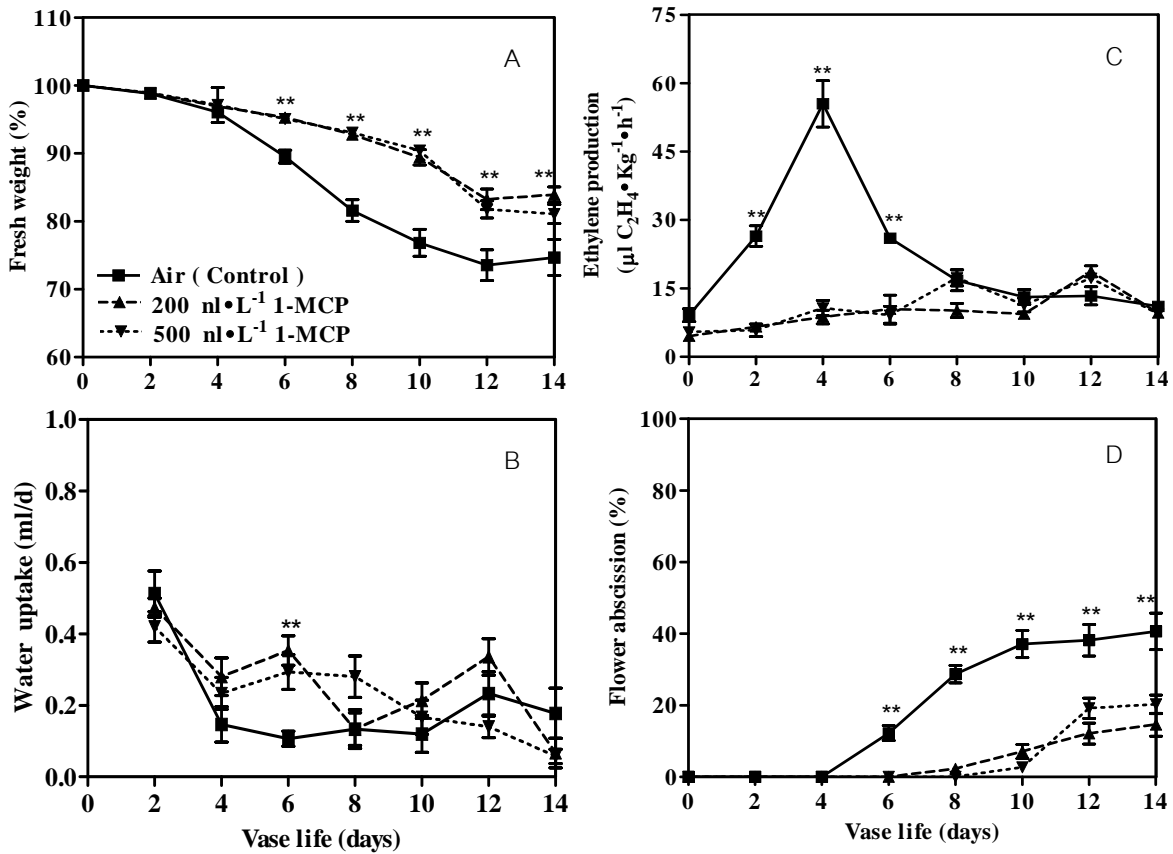 A
Fresh weight (%)
110
100
90
80
70
60
** ** ** ** **
Air ( Control )
200 nl•L⁻¹ 1-MCP
500 nl•L⁻¹ 1-MCP
0 2 4 6 8 10 12 14
B
Water uptake (ml/d)
1.0
0.8
0.6
0.4
0.2
0.0
**
0 2 4 6 8 10 12 14
Vase life (days)
C
Ethylene production
(μl C₂H₄•Kg⁻¹•h⁻¹)
75
60
45
30
15
0
** ** **
0 2 4 6 8 10 12 14
D
Flower abscission (%)
100
80
60
40
20
0
** ** ** ** **
0 2 4 6 8 10 12 14
Vase life (days)